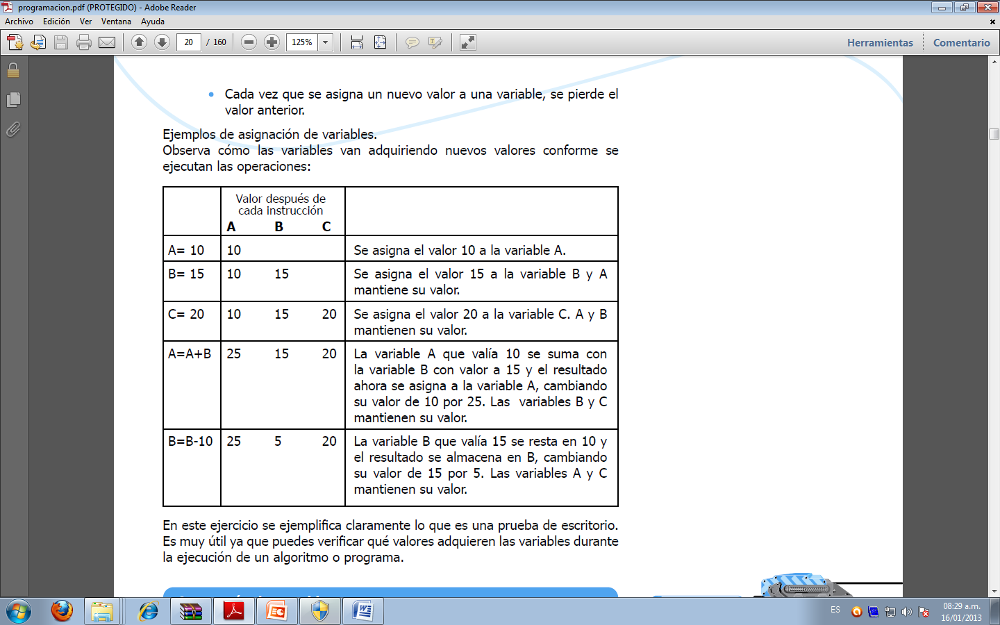 programacion.pdf (PROTEGIDO) - Adobe Reader
Archivo Edición Ver Ventana Ayuda
20 / 160 125% Herramientas Comentario
• Cada vez que se asigna un nuevo valor a una variable, se pierde el
valor anterior.
Ejemplos de asignación de variables.
Observa cómo las variables van adquiriendo nuevos valores conforme se
ejecutan las operaciones:
Valor después de
cada instrucción
A B C
A= 10 10 Se asigna el valor 10 a la variable A.
B= 15 10 15 Se asigna el valor 15 a la variable B y A
mantiene su valor.
C= 20 10 15 20 Se asigna el valor 20 a la variable C. A y B
mantienen su valor.
A=A+B 25 15 20 La variable A que valía 10 se suma con
la variable B con valor a 15 y el resultado
ahora se asigna a la variable A, cambiando
su valor de 10 por 25. Las variables B y C
mantienen su valor.
B=B-10 25 5 20 La variable B que valía 15 se resta en 10 y
el resultado se almacena en B, cambiando
su valor de 15 por 5. Las variables A y C
mantienen su valor.
En este ejercicio se ejemplifica claramente lo que es una prueba de escritorio.
Es muy útil ya que puedes verificar qué valores adquieren las variables durante
la ejecución de un algoritmo o programa.
ES 08:29 a.m.
16/01/2013